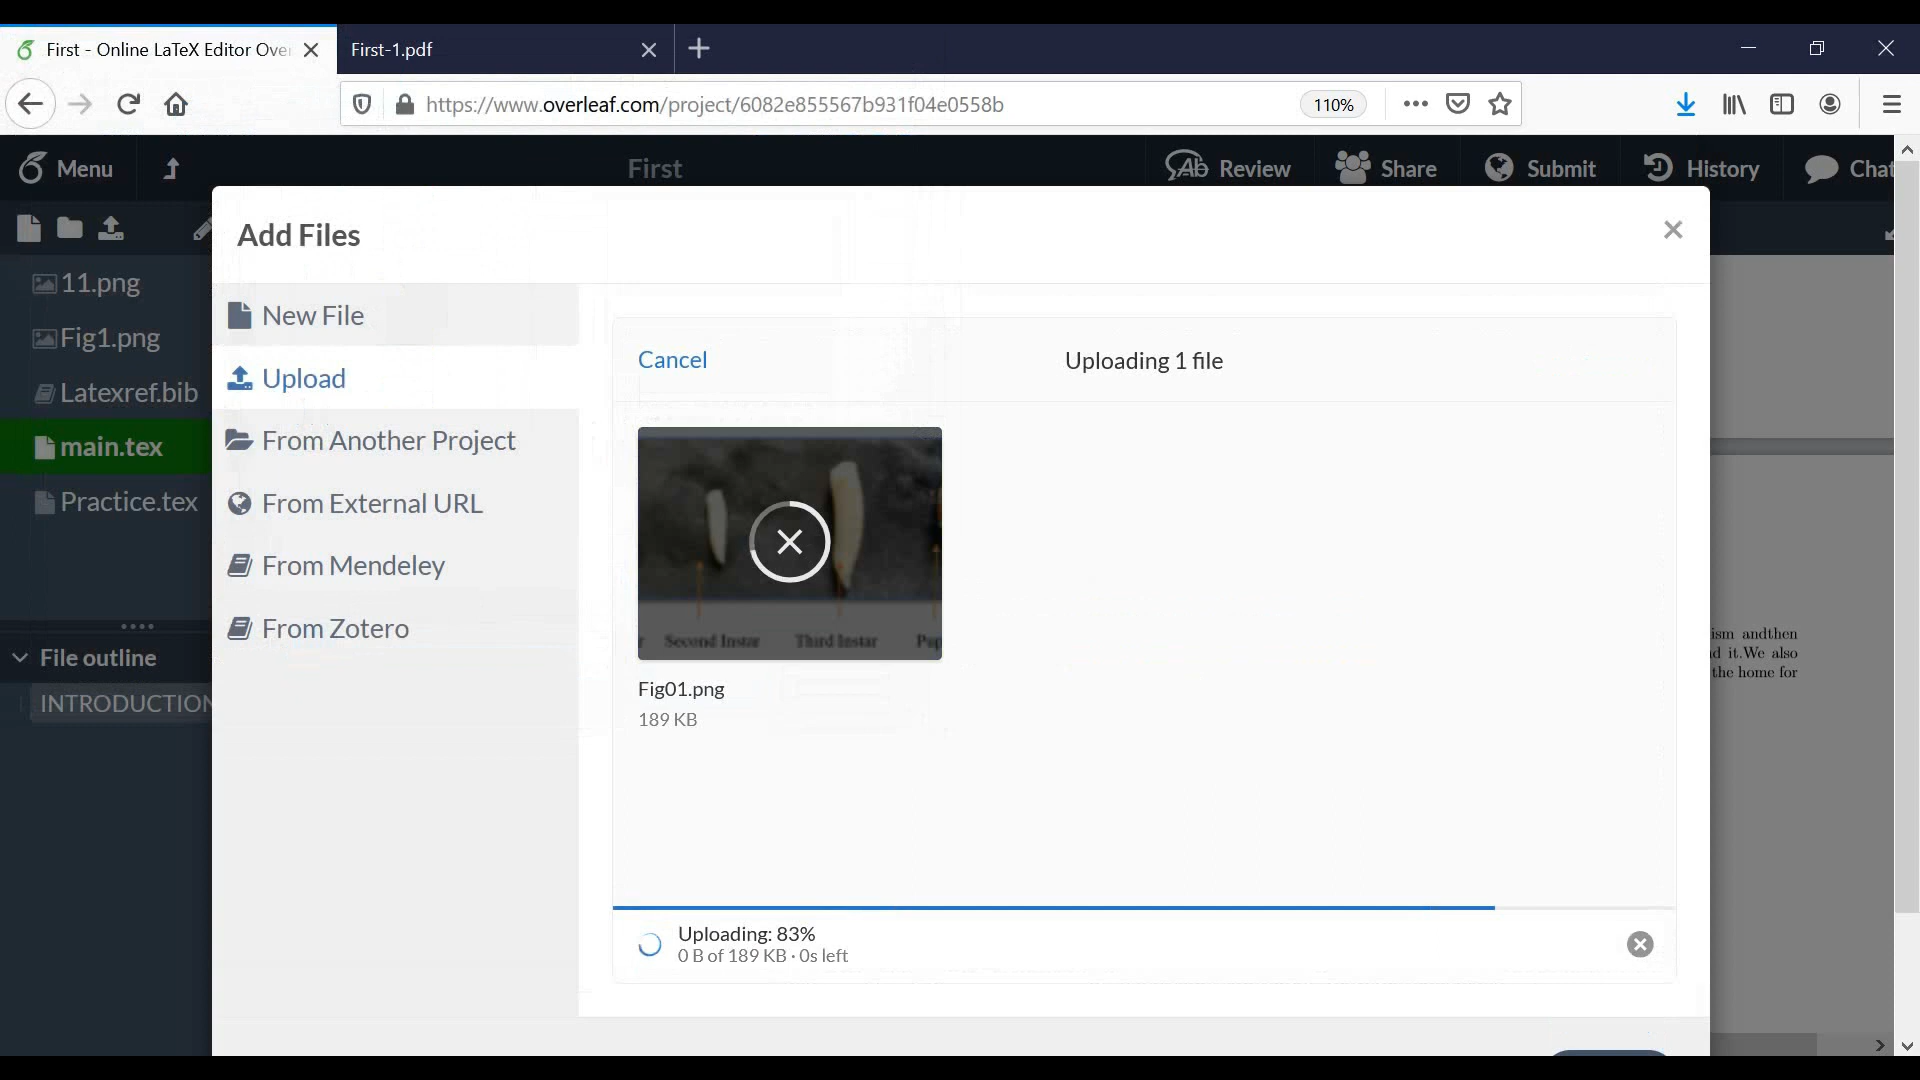 First - Online LaTeX Editor Over
First-1.pdf
https://www.overleaf.com/project/6082e855567b931f04e0558b
110%
Menu
First
Review
Share
Submit
History
Chat
Add Files
11.png
Fig1.png
Latexref.bib
main.tex
Practice.tex
File outline
INTRODUCTION
New File
Upload
From Another Project
From External URL
From Mendeley
From Zotero
Cancel
Uploading 1 file
Second Instar Third Instar Pup
Fig01.png
189 KB
Uploading: 83%
0 B of 189 KB · 0s left
ism andthen
d it.We also
the home for